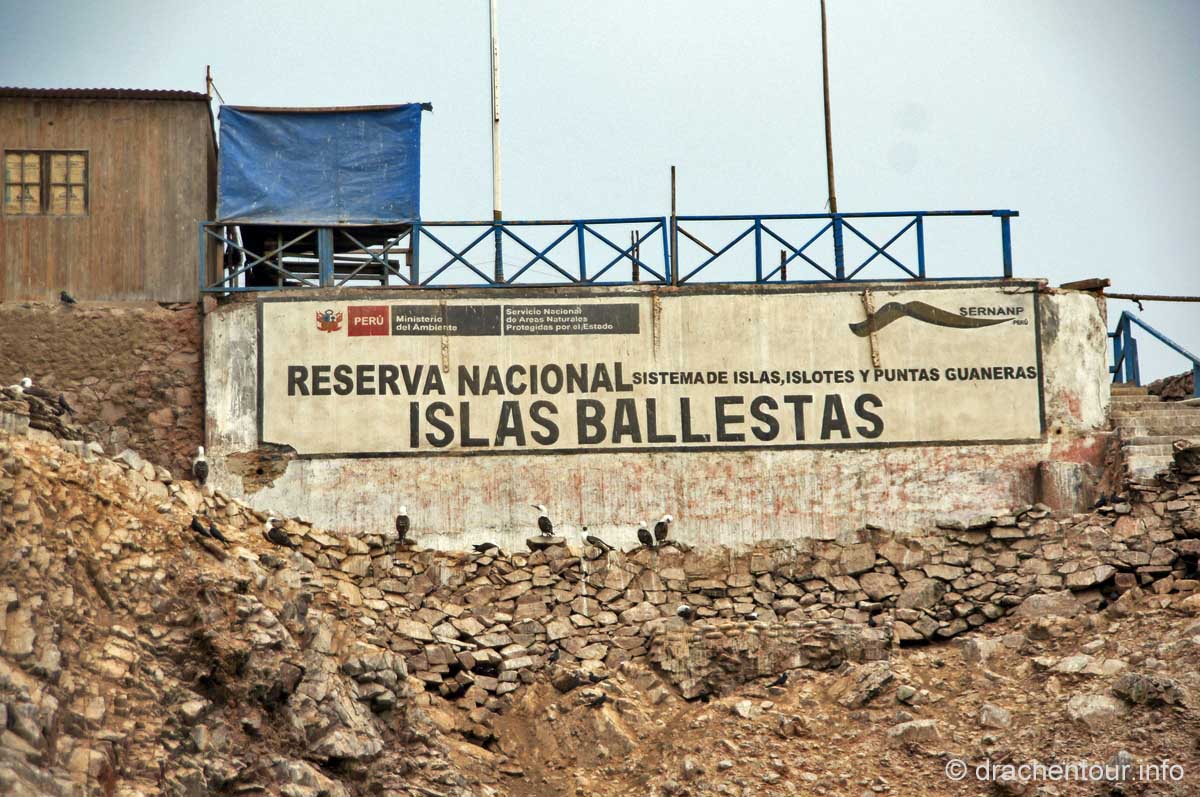 PERÚ
Ministerio
del Ambiente
Servicio Nacional
de Areas Naturales
Protegidas por el Estado
SERNANP
PERÚ
RESERVA NACIONAL SISTEMA DE ISLAS, ISLOTES Y PUNTAS GUANERAS
ISLAS BALLESTAS
© drachentour.info